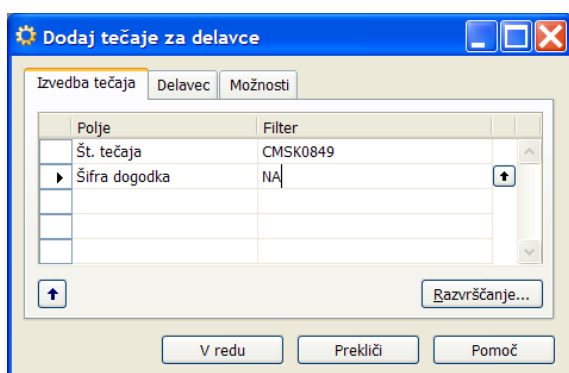 Dodaj tečaje za delavce
Izvedba tečaja Delavec Možnosti
Polje Filter
Št. tečaja CMSK0849
Šifra dogodka NA
Razvrščanje...
V redu Prekliči Pomoč